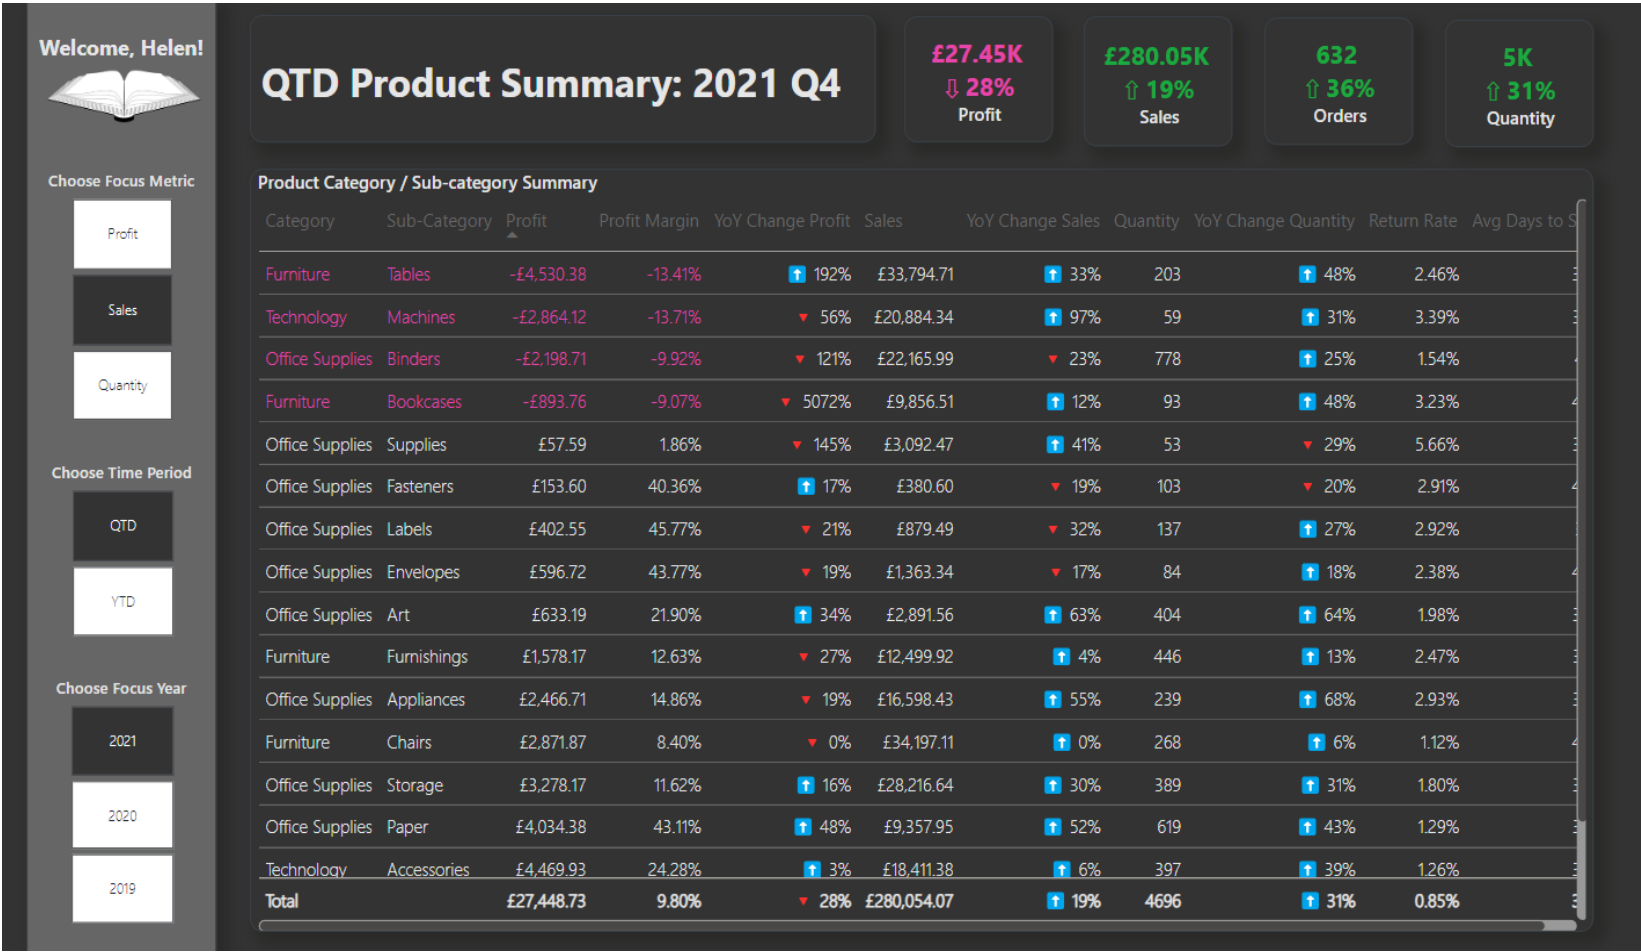 Welcome, Helen!
QTD Product Summary: 2021 Q4
£27.45K
⇩ 28%
Profit
£280.05K
⇧ 19%
Sales
632
⇧ 36%
Orders
5K
⇧ 31%
Quantity
Choose Focus Metric
Profit
Sales
Quantity
Choose Time Period
QTD
YTD
Choose Focus Year
2021
2020
2019
Product Category / Sub-category Summary
Category Sub-Category Profit Profit Margin YoY Change Profit Sales YoY Change Sales Quantity YoY Change Quantity Return Rate Avg Days to S
Furniture Tables -£4,530.38 -13.41% ⬆ 192% £33,794.71 ⬆ 33% 203 ⬆ 48% 2.46%
Technology Machines -£2,864.12 -13.71% ▼ 56% £20,884.34 ⬆ 97% 59 ⬆ 31% 3.39%
Office Supplies Binders -£2,198.71 -9.92% ▼ 121% £22,165.99 ▼ 23% 778 ⬆ 25% 1.54%
Furniture Bookcases -£893.76 -9.07% ▼ 5072% £9,856.51 ⬆ 12% 93 ⬆ 48% 3.23%
Office Supplies Supplies £57.59 1.86% ▼ 145% £3,092.47 ⬆ 41% 53 ▼ 29% 5.66%
Office Supplies Fasteners £153.60 40.36% ⬆ 17% £380.60 ▼ 19% 103 ▼ 20% 2.91%
Office Supplies Labels £402.55 45.77% ▼ 21% £879.49 ▼ 32% 137 ⬆ 27% 2.92%
Office Supplies Envelopes £596.72 43.77% ▼ 19% £1,363.34 ▼ 17% 84 ⬆ 18% 2.38%
Office Supplies Art £633.19 21.90% ⬆ 34% £2,891.56 ⬆ 63% 404 ⬆ 64% 1.98%
Furniture Furnishings £1,578.17 12.63% ▼ 27% £12,499.92 ⬆ 4% 446 ⬆ 13% 2.47%
Office Supplies Appliances £2,466.71 14.86% ▼ 19% £16,598.43 ⬆ 55% 239 ⬆ 68% 2.93%
Furniture Chairs £2,871.87 8.40% ▼ 0% £34,197.11 ⬆ 0% 268 ⬆ 6% 1.12%
Office Supplies Storage £3,278.17 11.62% ⬆ 16% £28,216.64 ⬆ 30% 389 ⬆ 31% 1.80%
Office Supplies Paper £4,034.38 43.11% ⬆ 48% £9,357.95 ⬆ 52% 619 ⬆ 43% 1.29%
Technology Accessories £4,469.93 24.28% ⬆ 3% £18,411.38 ⬆ 6% 397 ⬆ 39% 1.26%
Total £27,448.73 9.80% ▼ 28% £280,054.07 ⬆ 19% 4696 ⬆ 31% 0.85%